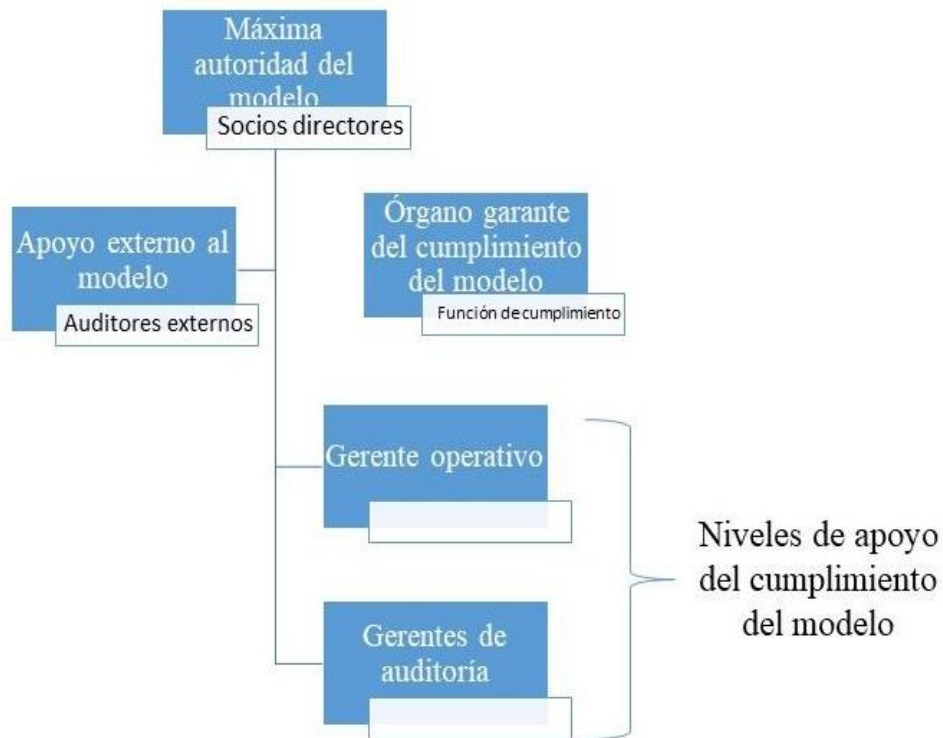 Máxima
autoridad del
modelo
Socios directores
Apoyo externo al
modelo
Auditores externos
Órgano garante
del cumplimiento
del modelo
Función de cumplimiento
Gerente operativo
Gerentes de
auditoría
Niveles de apoyo
del cumplimiento
del modelo